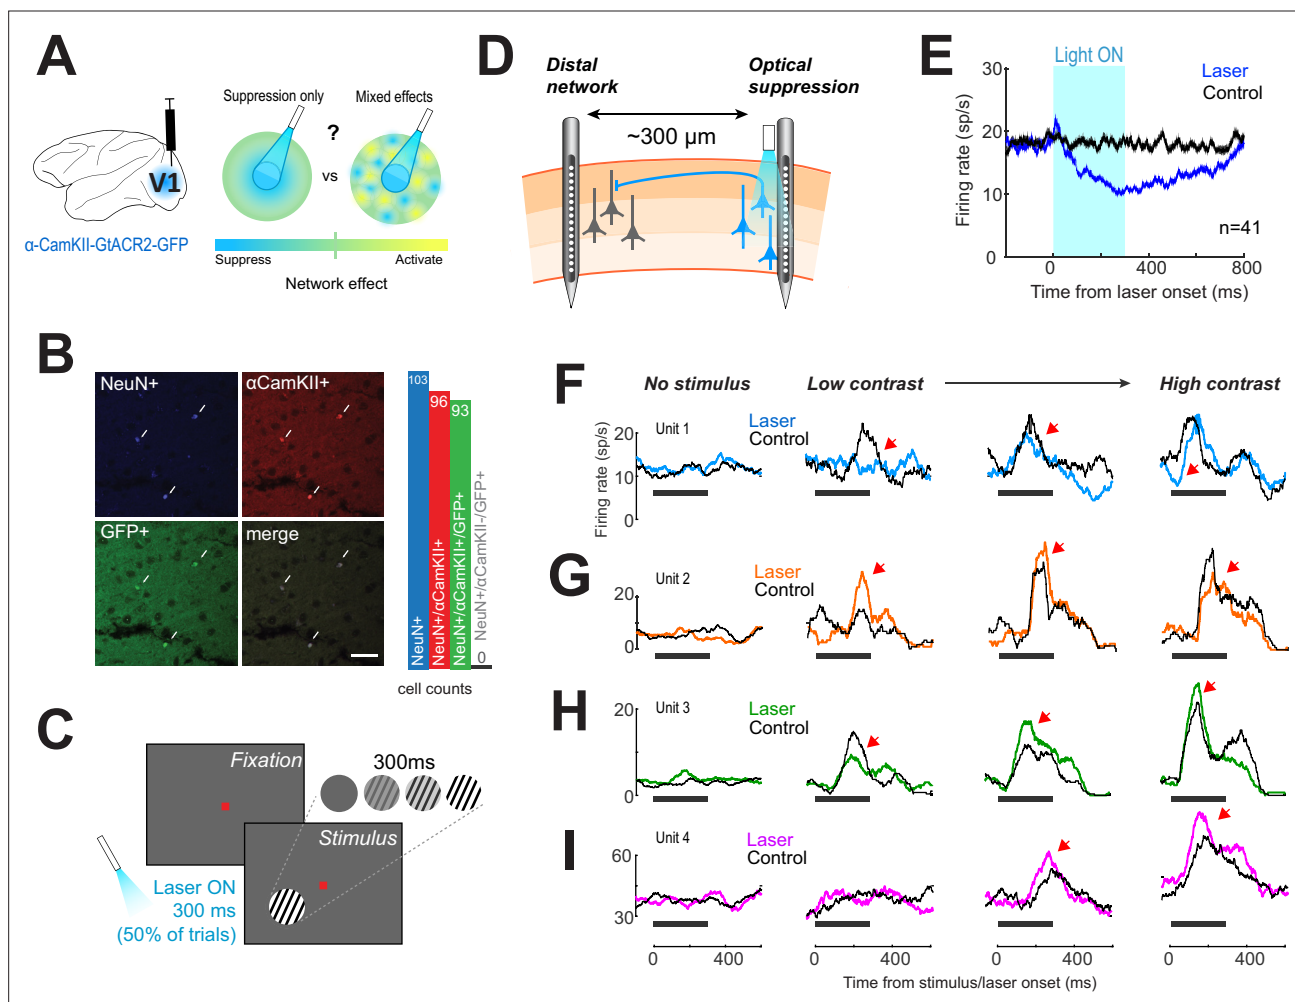 A
Suppression only
Mixed effects
?
vs
V1
α-CamKII-GtACR2-GFP
Suppress
Activate
Network effect
B
NeuN+
αCamKII+
GFP+
merge
103
96
93
0
NeuN+
NeuN+/αCamKII+
NeuN+/αCamKII+/GFP+
NeuN+/αCamKII-/GFP+
cell counts
C
Fixation
300ms
Stimulus
Laser ON
300 ms
(50% of trials)
D
Distal
network
Optical
suppression
~300 µm
E
Light ON
Laser
Control
Firing rate (sp/s)
30
20
10
0
n=41
0
400
800
Time from laser onset (ms)
F
No stimulus
Low contrast
High contrast
Unit 1
Laser
Control
Firing rate (sp/s)
20
10
0
G
Unit 2
Laser
Control
20
0
H
Unit 3
Laser
Control
20
0
I
Unit 4
Laser
Control
60
30
0
400
0
400
0
400
0
400
Time from stimulus/laser onset (ms)